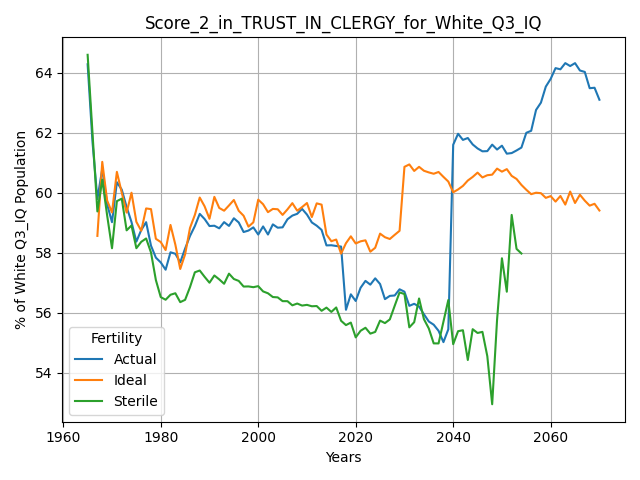 Score_2_in_TRUST_IN_CLERGY_for_White_Q3_IQ
% of White Q3_IQ Population
64
62
60
58
56
54
Fertility
Actual
Ideal
Sterile
1960 1980 2000 2020 2040 2060
Years